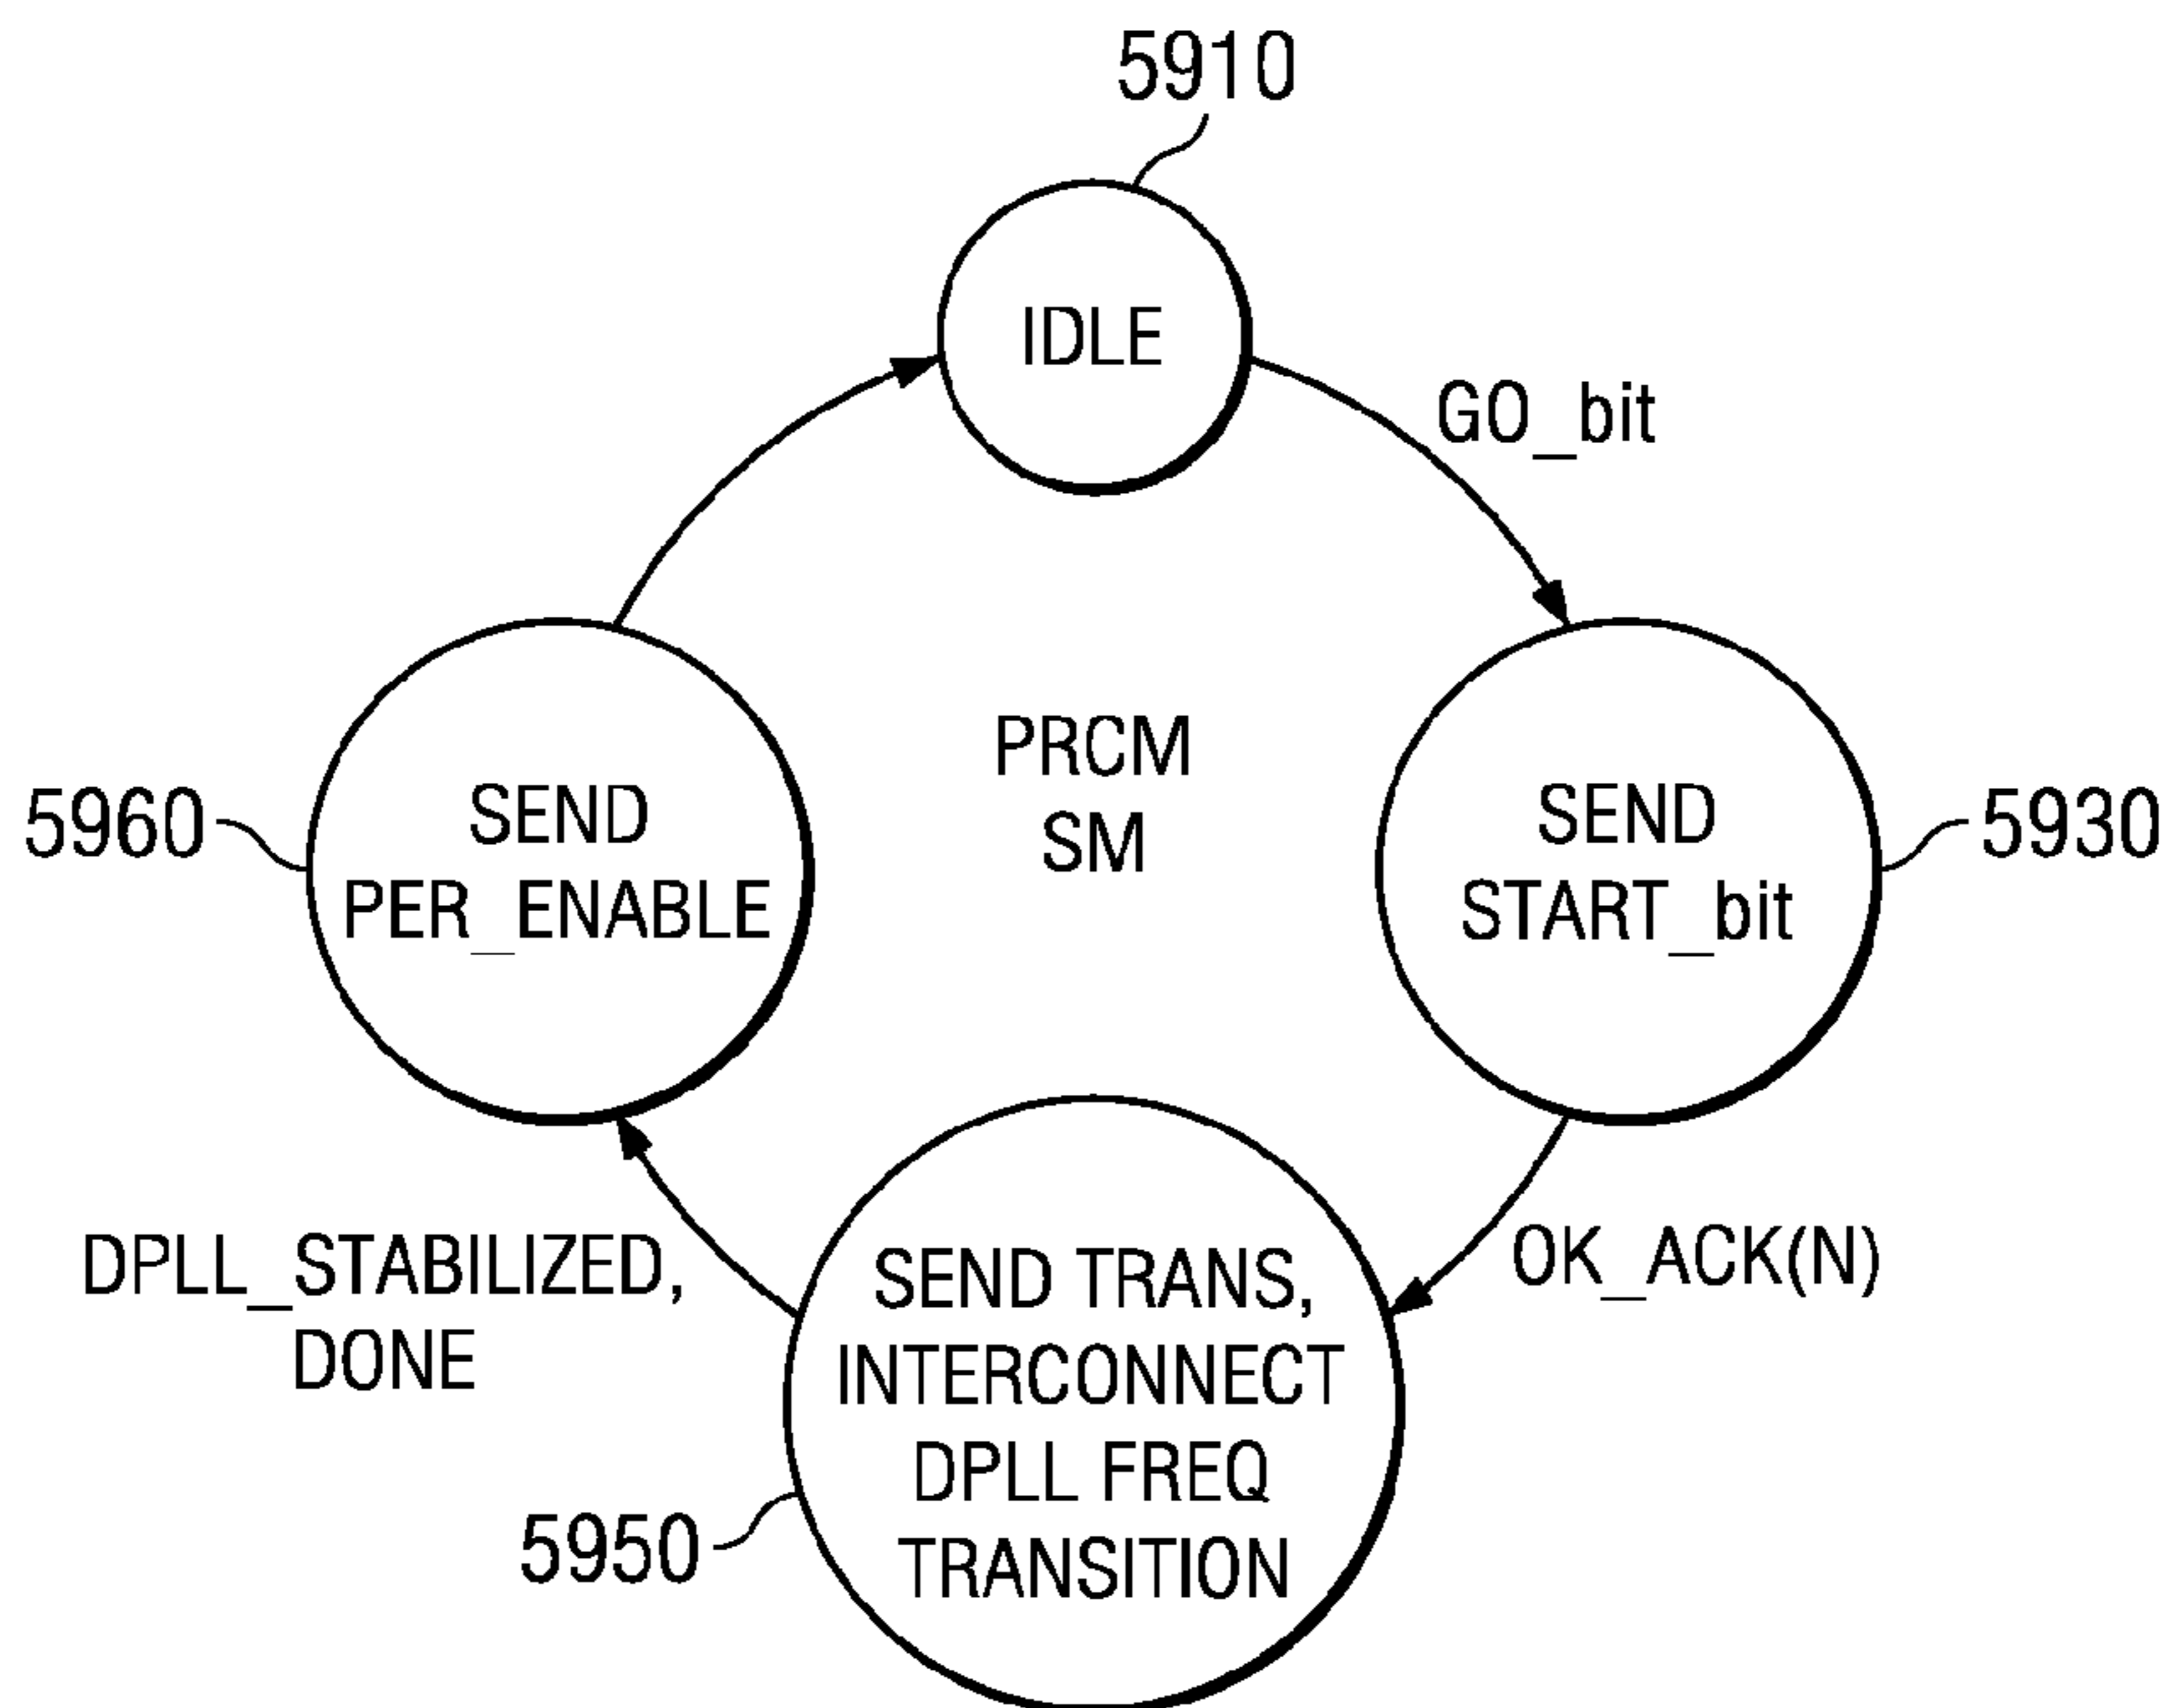 5910
IDLE
GO_bit
PRCM
SM
5960
SEND
PER_ENABLE
SEND
START_bit
5930
DPLL_STABILIZED,
DONE
OK_ACK(N)
SEND TRANS,
INTERCONNECT
DPLL FREQ
TRANSITION
5950